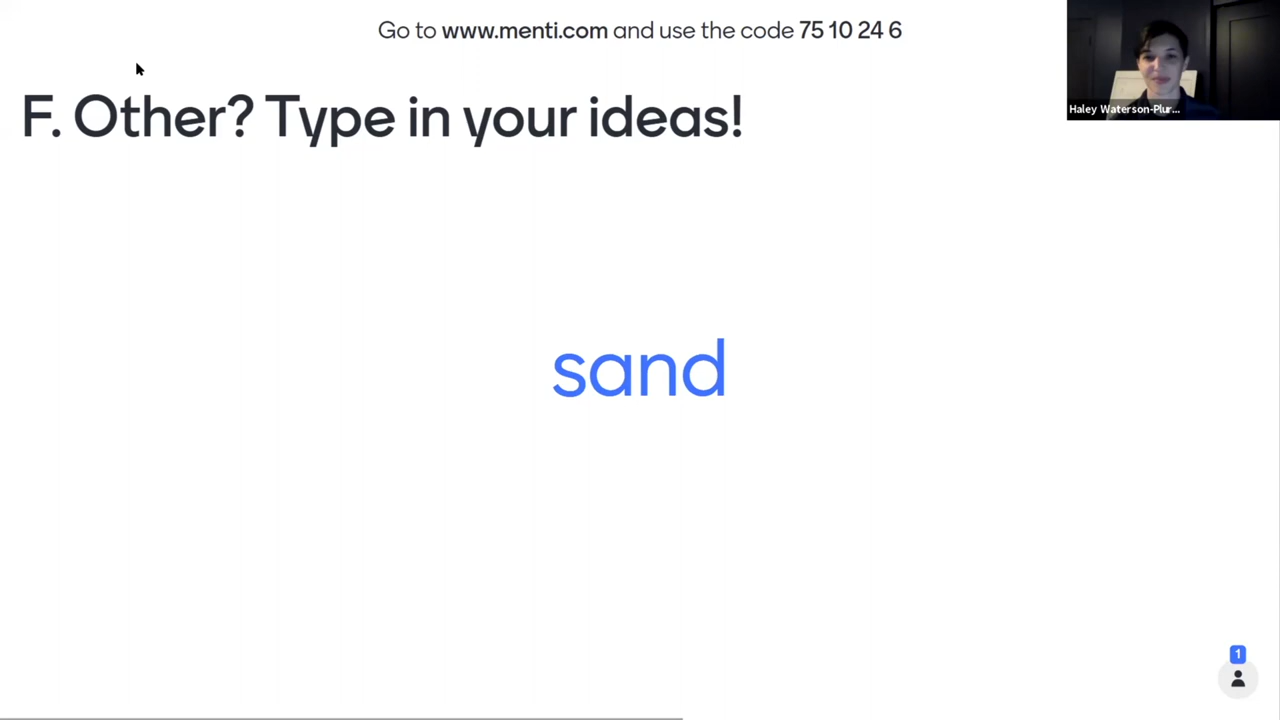 Go to www.menti.com and use the code 75 10 24 6
F. Other? Type in your ideas!
Haley Waterson-Plur...
sand
1